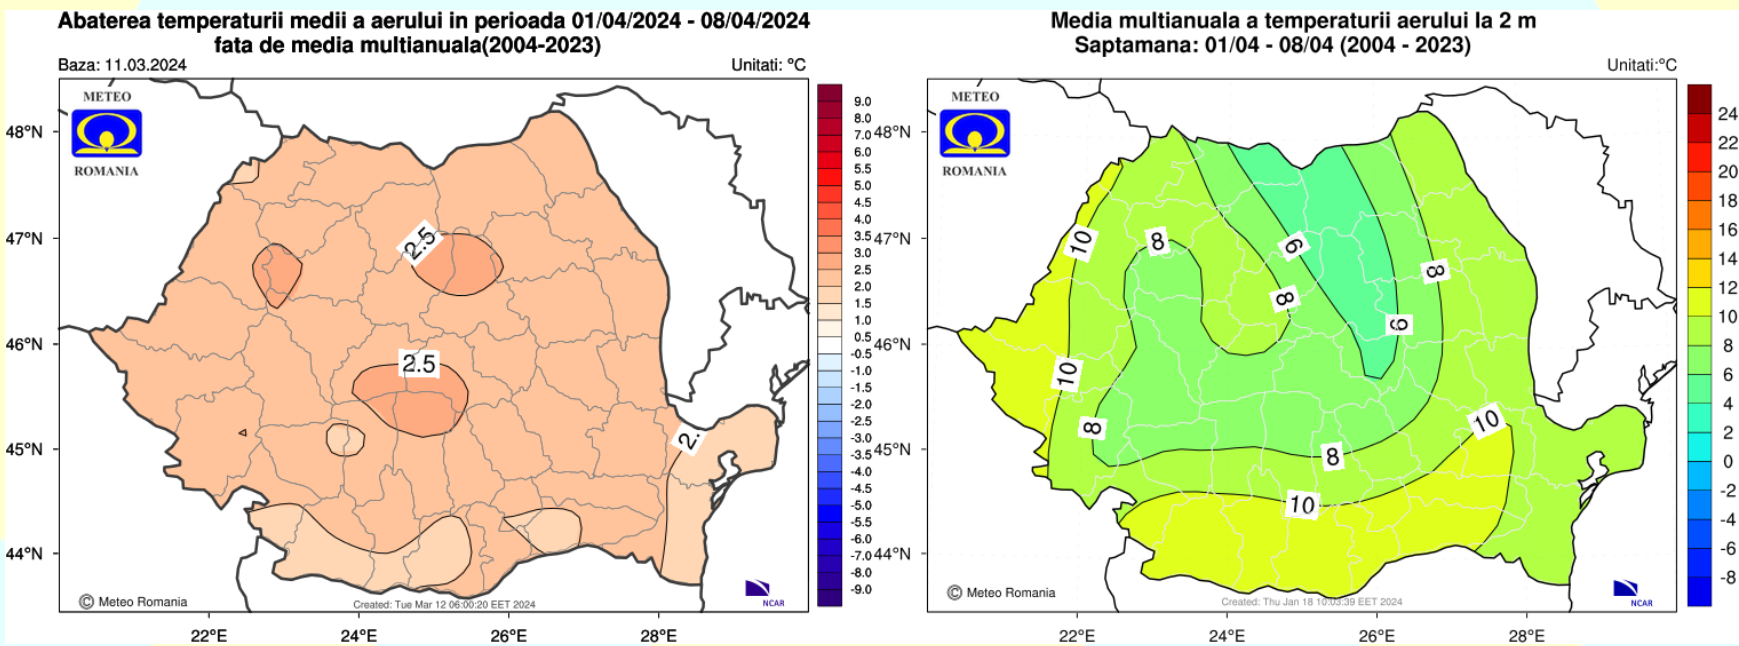 Abaterea temperaturii medii a aerului in perioada 01/04/2024 - 08/04/2024
fata de media multianuala(2004-2023)
Baza: 11.03.2024
Unitati: °C
METEO
ROMANIA
48°N
47°N
46°N
45°N
44°N
22°E
24°E
26°E
28°E
2.5
2.5
2.
© Meteo Romania
Created: Tue Mar 12 06:00:20 EET 2024
NCAR
9.0
8.0
7.0
6.0
5.5
5.0
4.5
4.0
3.5
3.0
2.5
2.0
1.5
1.0
0.5
-0.5
-1.0
-1.5
-2.0
-2.5
-3.0
-3.5
-4.0
-4.5
-5.0
-5.5
-6.0
-7.0
-8.0
-9.0
Media multianuala a temperaturii aerului la 2 m
Saptamana: 01/04 - 08/04 (2004 - 2023)
Unitati:°C
METEO
ROMANIA
48°N
47°N
46°N
45°N
44°N
22°E
24°E
26°E
28°E
10
8
6
8
8
6
10
8
8
10
10
© Meteo Romania
Created: Thu Jan 18 10:03:39 EET 2024
NCAR
24
22
20
18
16
14
12
10
8
6
4
2
0
-2
-4
-6
-8